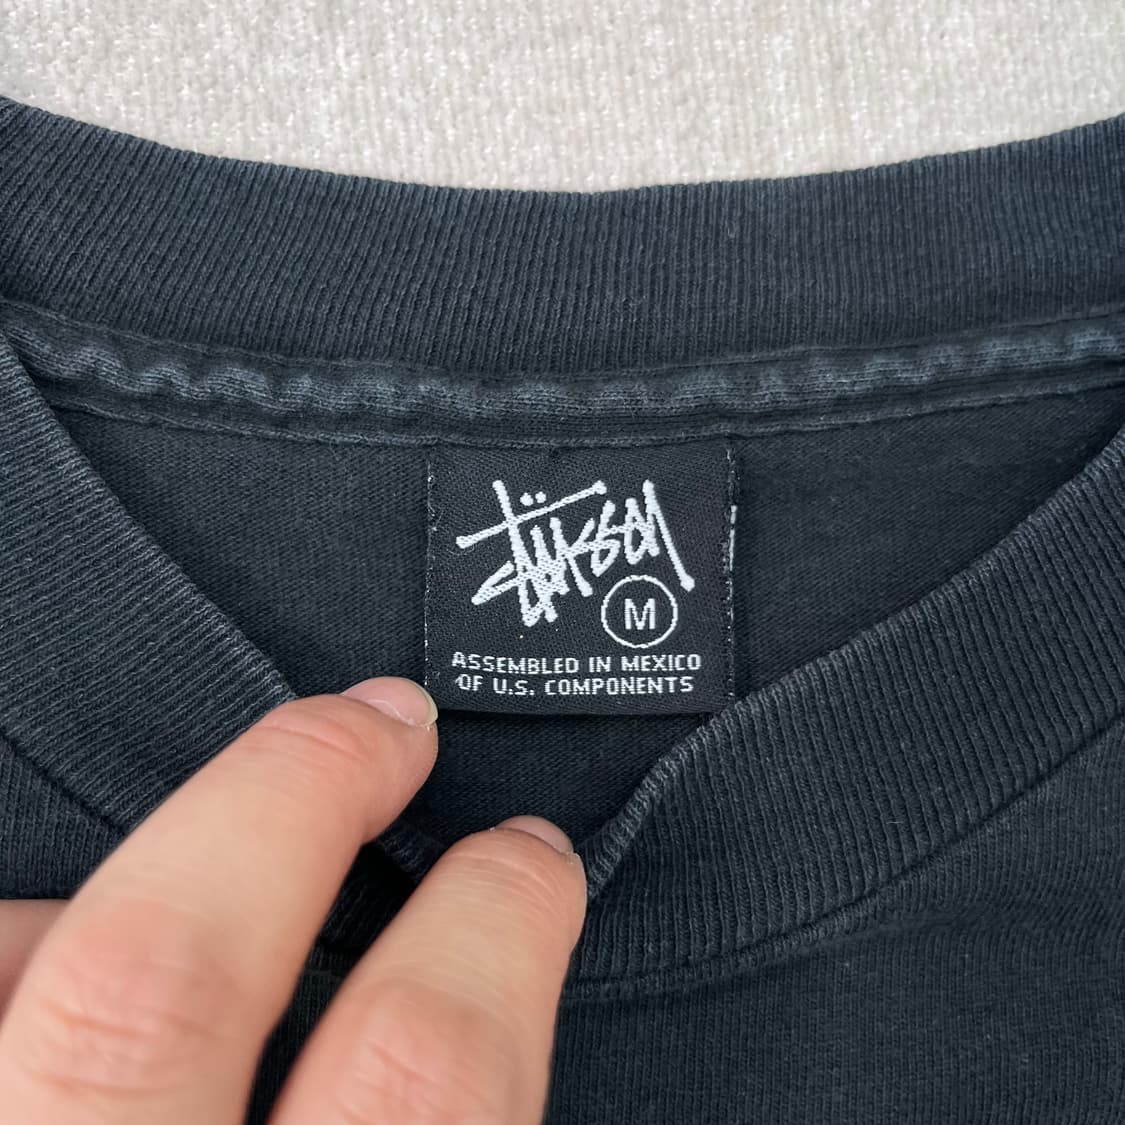 Stüssy
M
ASSEMBLED IN MEXICO
OF U.S. COMPONENTS